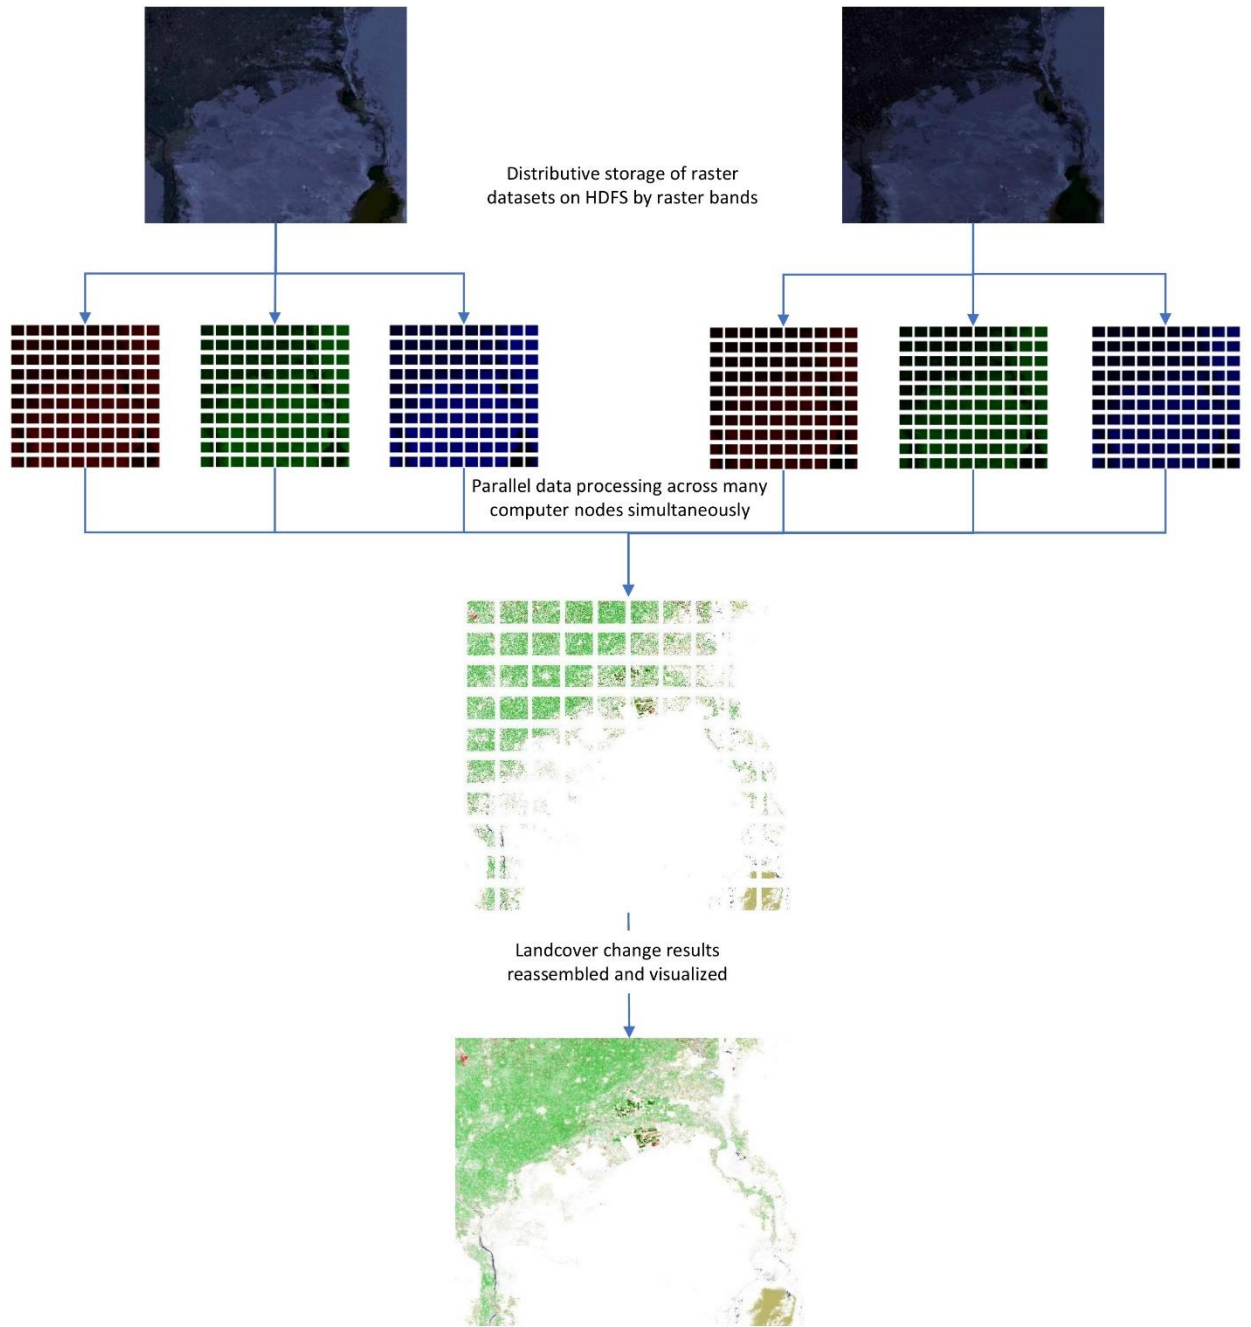 Distributive storage of raster
datasets on HDFS by raster bands
Parallel data processing across many
computer nodes simultaneously
Landcover change results
reassembled and visualized